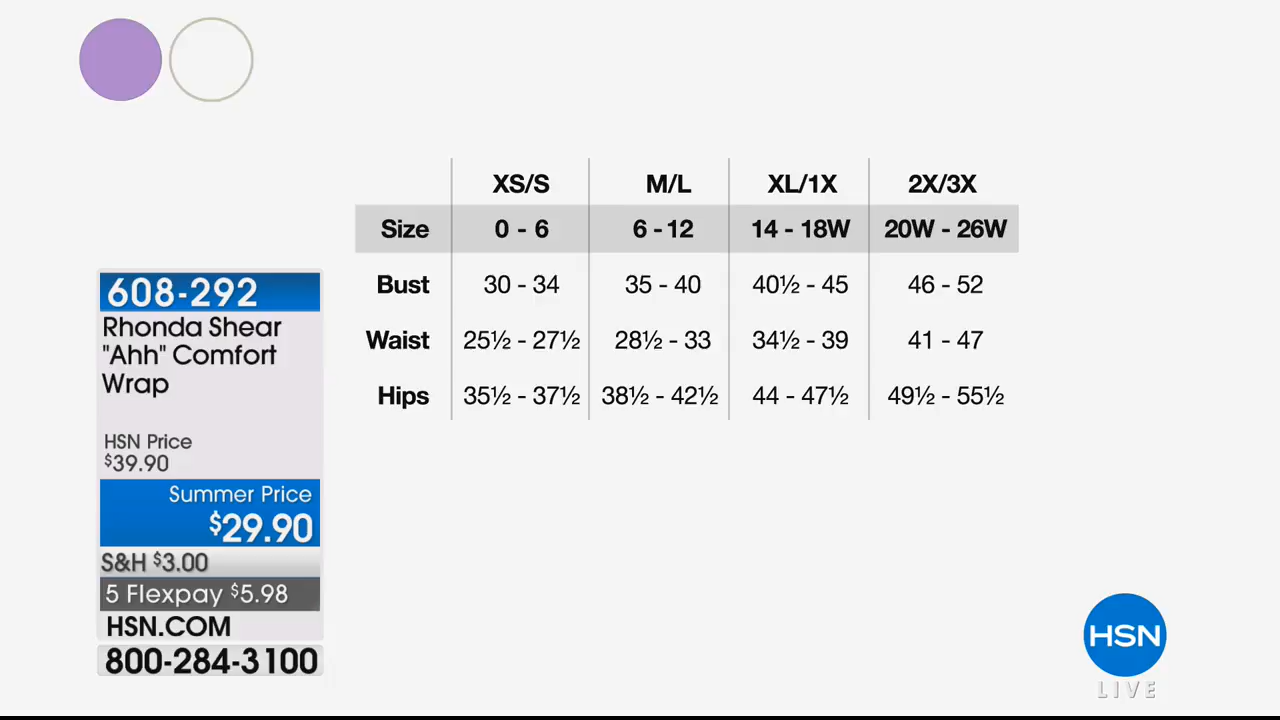 XS/S M/L XL/1X 2X/3X
Size 0 - 6 6 - 12 14 - 18W 20W - 26W
Bust 30 - 34 35 - 40 40½ - 45 46 - 52
Waist 25½ - 27½ 28½ - 33 34½ - 39 41 - 47
Hips 35½ - 37½ 38½ - 42½ 44 - 47½ 49½ - 55½
608-292
Rhonda Shear
"Ahh" Comfort
Wrap
HSN Price
$39.90
Summer Price
$29.90
S&H $3.00
5 Flexpay $5.98
HSN.COM
800-284-3100
HSN
LIVE